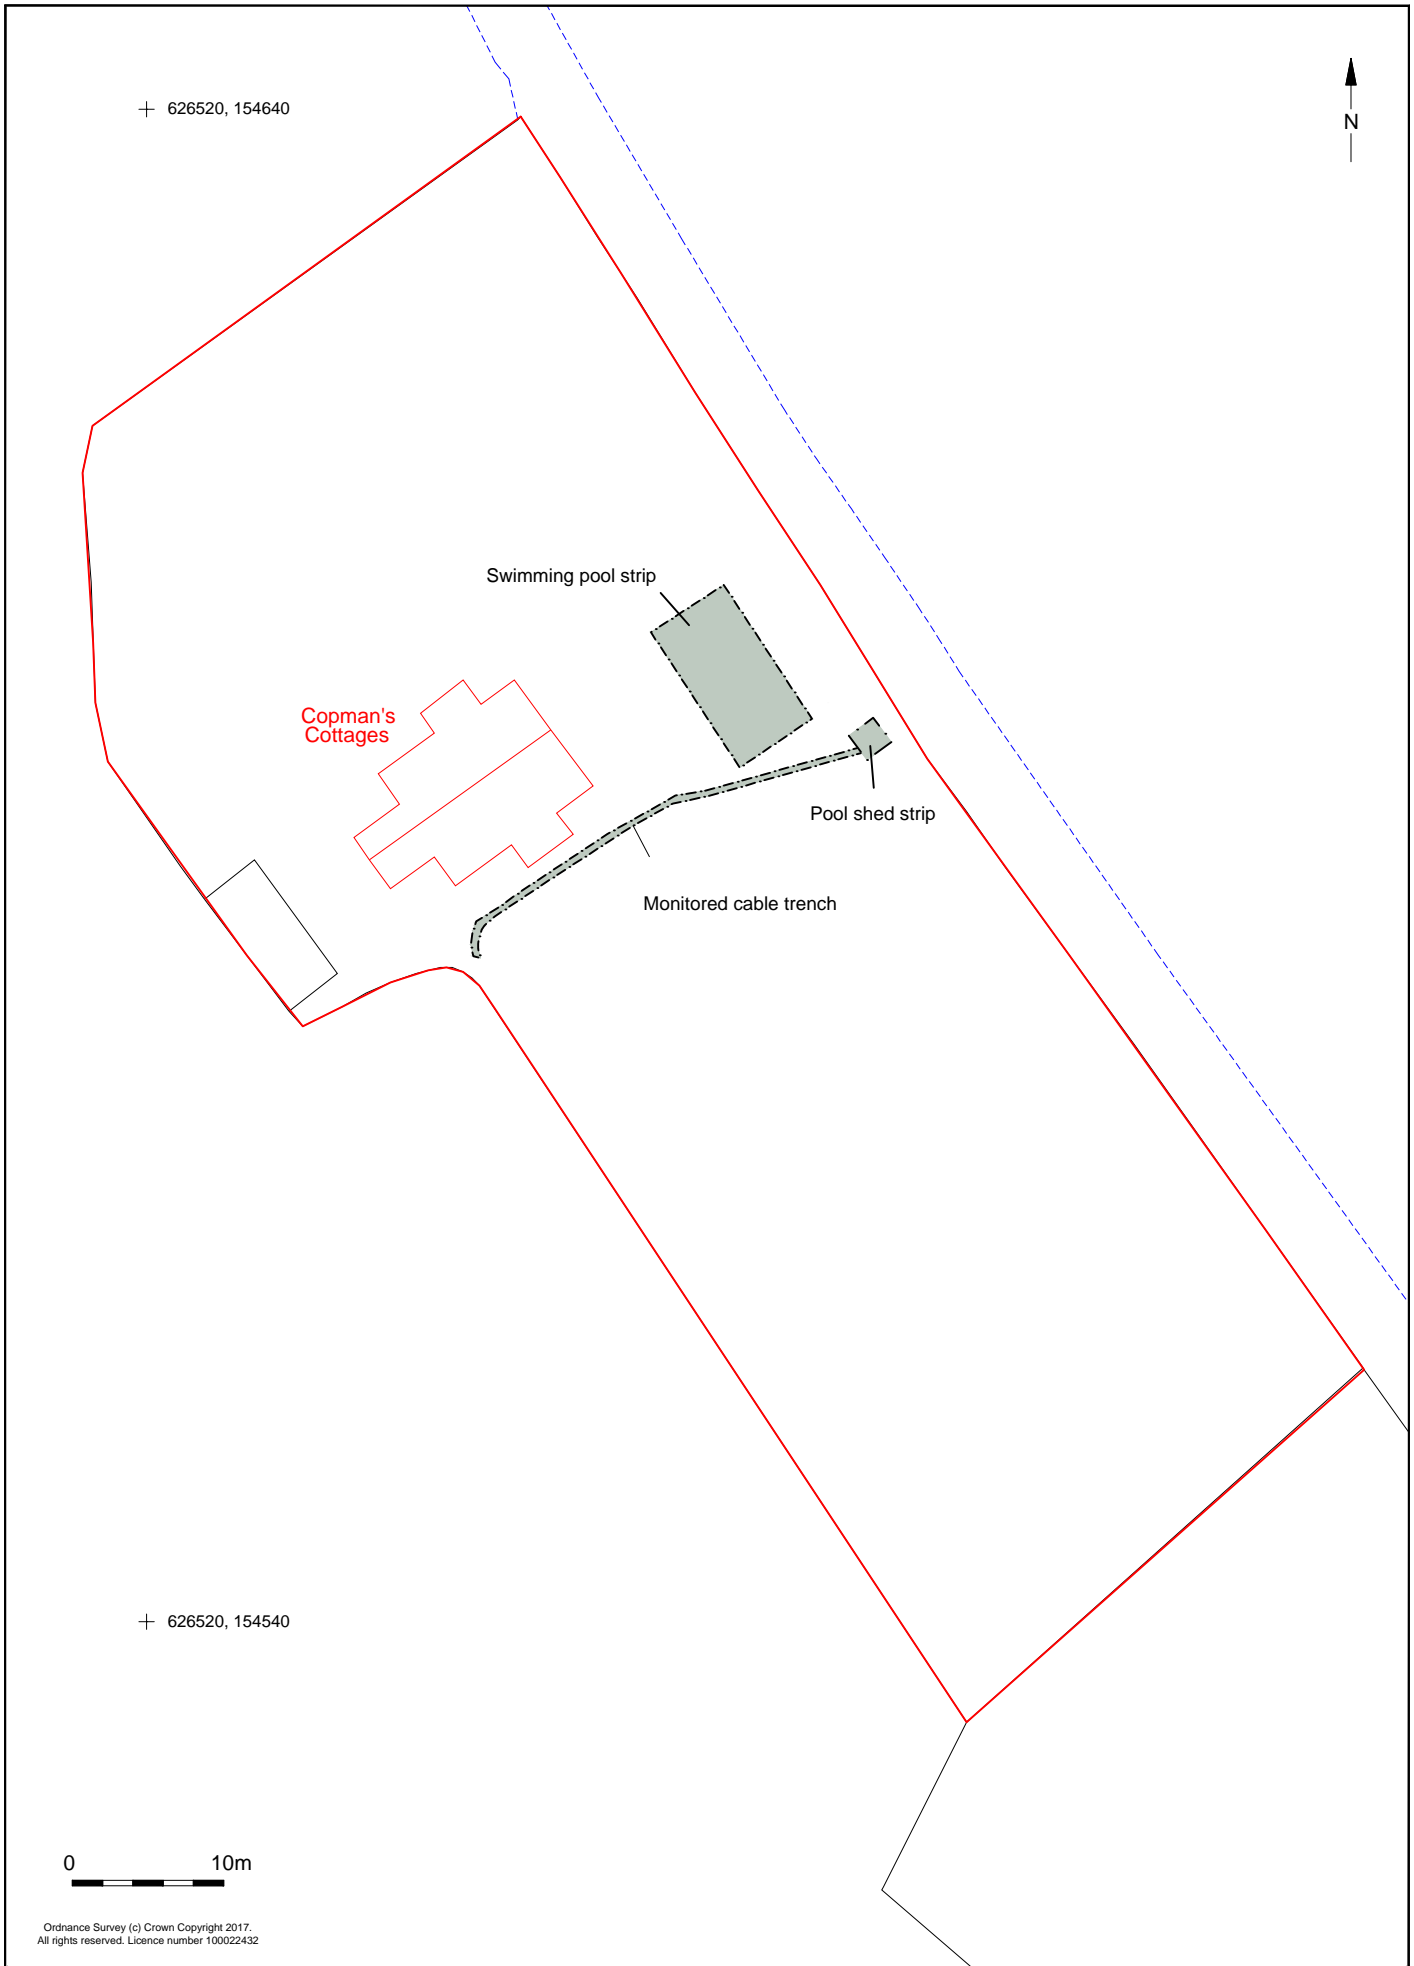 626520, 154640
N
Swimming pool strip
Copman's
Cottages
Pool shed strip
Monitored cable trench
626520, 154540
0 10m
Ordnance Survey (c) Crown Copyright 2017.
All rights reserved. Licence number 100022432